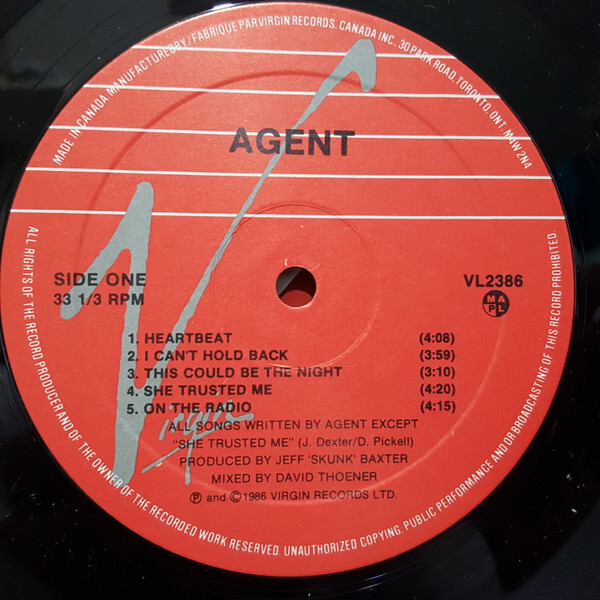 MADE IN CANADA. MANUFACTURED BY / FABRIQUE PAR VIRGIN RECORDS, CANADA INC., 30 PARK ROAD, TORONTO, ONT. M4W 2N4
AGENT
SIDE ONE
33 1/3 RPM
VL2386
MAPL
1. HEARTBEAT (4:08)
2. I CAN'T HOLD BACK (3:59)
3. THIS COULD BE THE NIGHT (3:10)
4. SHE TRUSTED ME (4:20)
5. ON THE RADIO (4:15)
Virgin
ALL SONGS WRITTEN BY AGENT EXCEPT
"SHE TRUSTED ME" (J. Dexter/D. Pickell)
PRODUCED BY JEFF 'SKUNK' BAXTER
MIXED BY DAVID THOENER
Ⓟ and © 1986 VIRGIN RECORDS LTD.
ALL RIGHTS OF THE RECORD PRODUCER AND OF THE OWNER OF THE RECORDED WORK RESERVED. UNAUTHORIZED COPYING, PUBLIC PERFORMANCE AND/OR BROADCASTING OF THIS RECORD PROHIBITED.